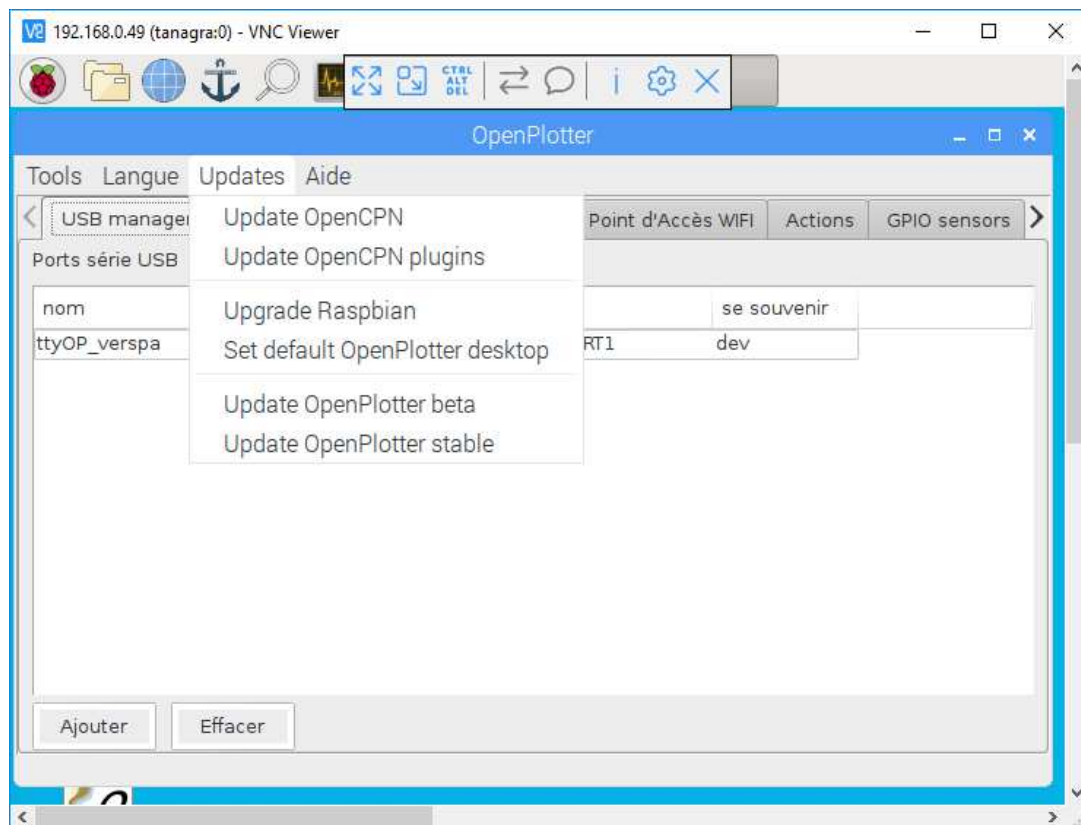 192.168.0.49 (tanagra:0) - VNC Viewer
CTRL
ALT
DEL
OpenPlotter
Tools Langue Updates Aide
USB manager Point d'Accès WIFI Actions GPIO sensors
Update OpenCPN
Update OpenCPN plugins
Ports série USB
Upgrade Raspbian
Set default OpenPlotter desktop
Update OpenPlotter beta
Update OpenPlotter stable
nom se souvenir
ttyOP_verspa RT1 dev
Ajouter Effacer